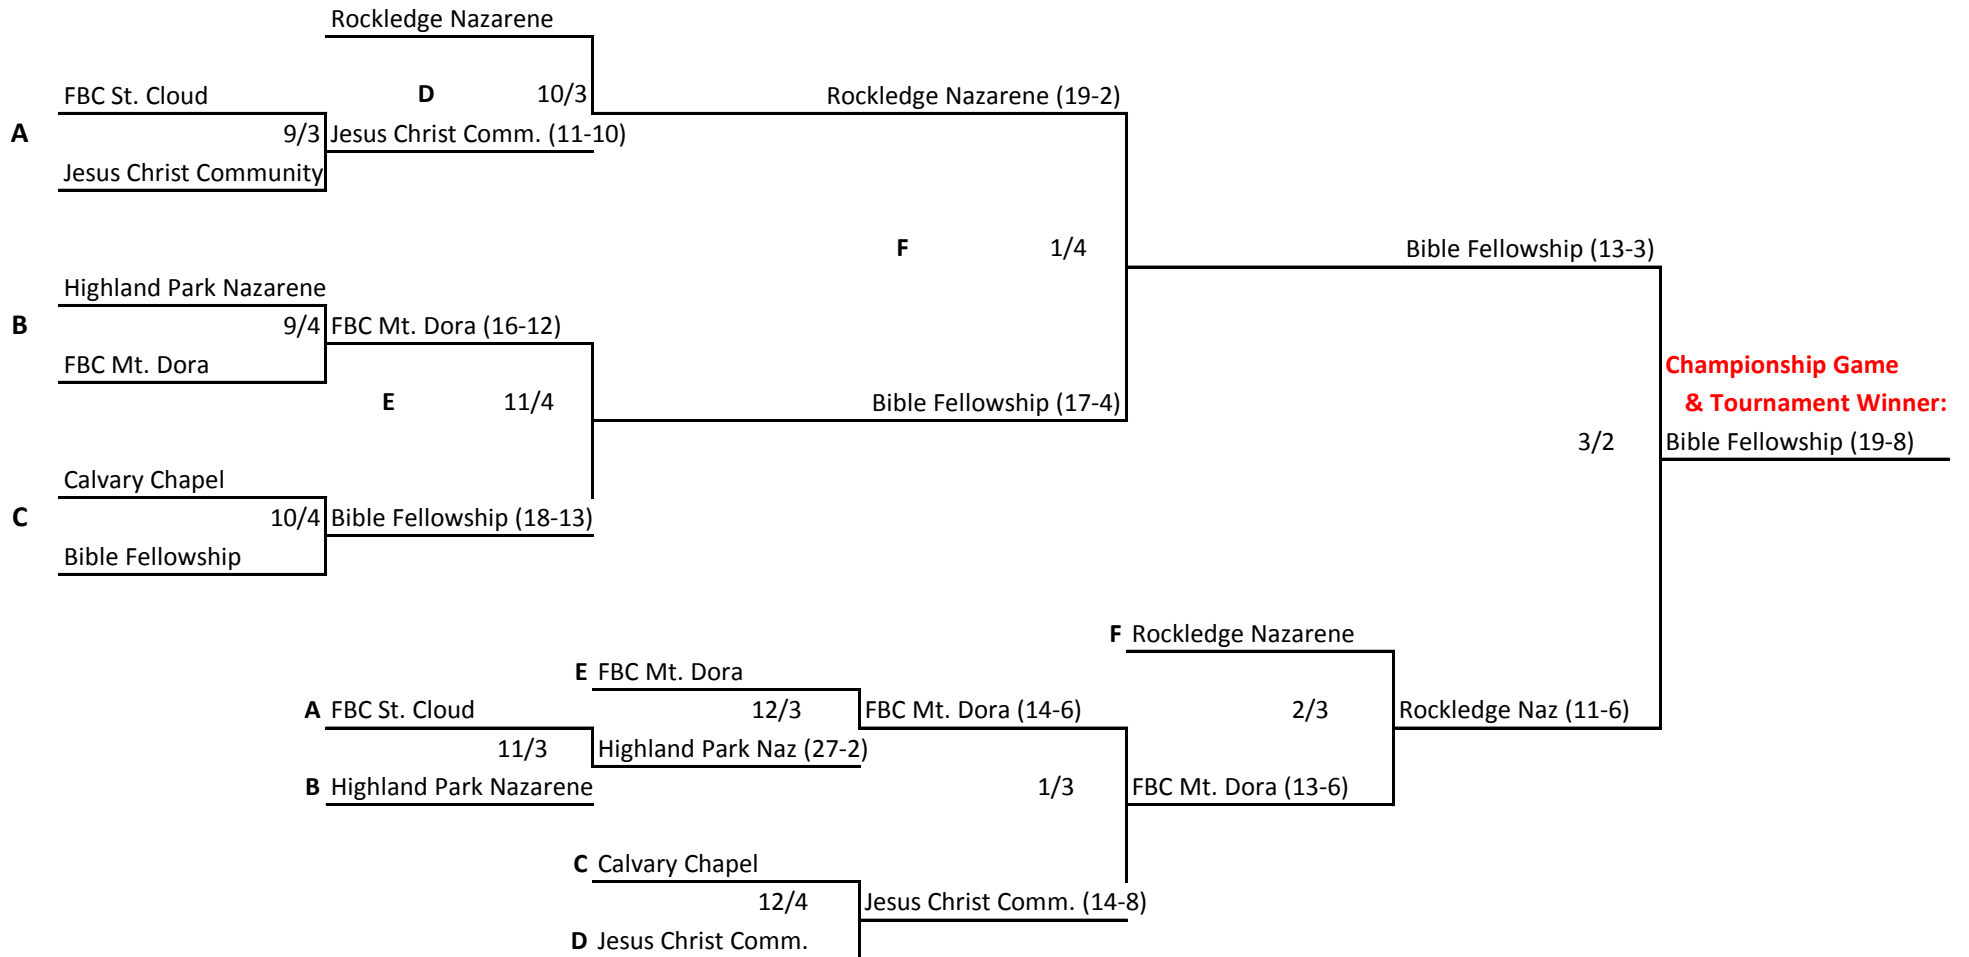 Rockledge Nazarene
FBC St. Cloud D 10/3 Rockledge Nazarene (19-2)
A 9/3 Jesus Christ Comm. (11-10)
Jesus Christ Community
F 1/4 Bible Fellowship (13-3)
Highland Park Nazarene
B 9/4 FBC Mt. Dora (16-12)
FBC Mt. Dora Championship Game
E 11/4 Bible Fellowship (17-4) & Tournament Winner:
3/2 Bible Fellowship (19-8)
Calvary Chapel
C 10/4 Bible Fellowship (18-13)
Bible Fellowship
F Rockledge Nazarene
E FBC Mt. Dora
A FBC St. Cloud 12/3 FBC Mt. Dora (14-6) 2/3 Rockledge Naz (11-6)
11/3 Highland Park Naz (27-2)
B Highland Park Nazarene 1/3 FBC Mt. Dora (13-6)
C Calvary Chapel
12/4 Jesus Christ Comm. (14-8)
D Jesus Christ Comm.